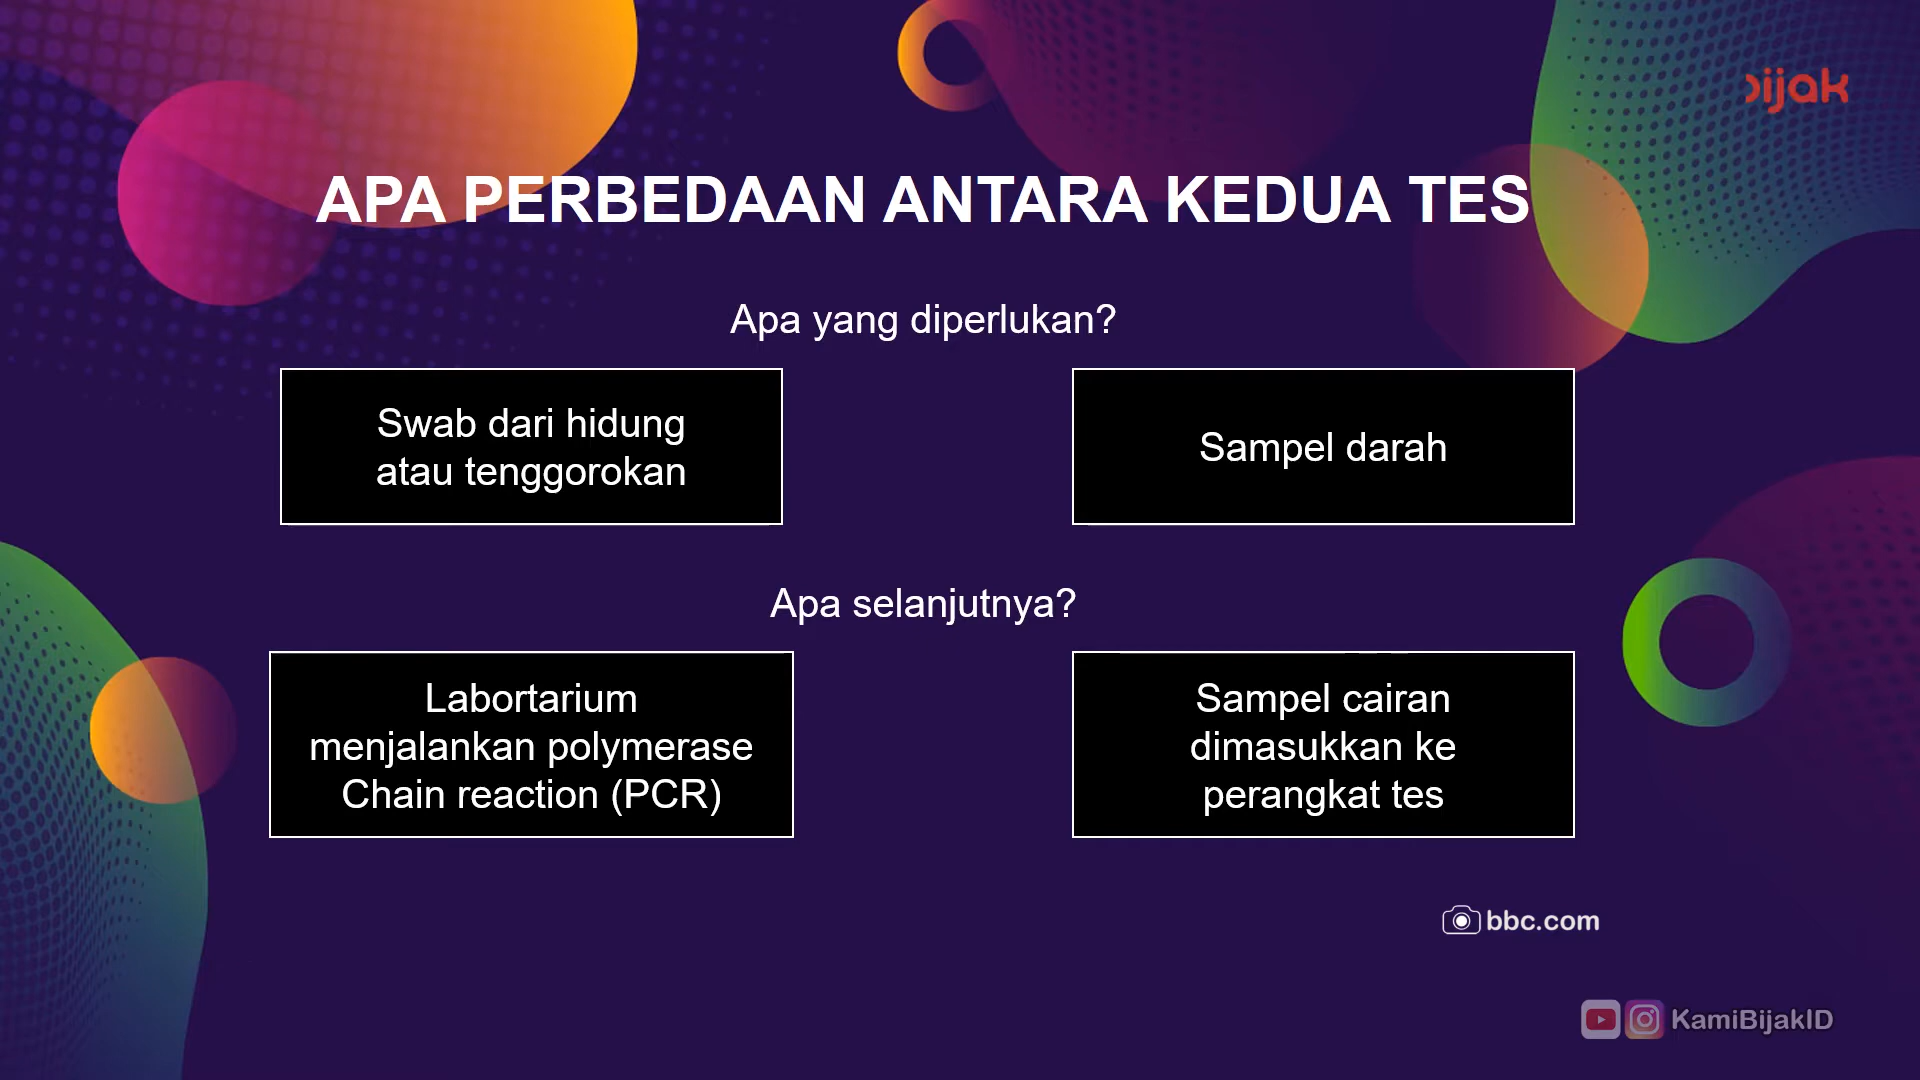 APA PERBEDAAN ANTARA KEDUA TES
Apa yang diperlukan?
Swab dari hidung
atau tenggorokan
Sampel darah
Apa selanjutnya?
Labortarium
menjalankan polymerase
Chain reaction (PCR)
Sampel cairan
dimasukkan ke
perangkat tes
bbc.com
KamiBijakID